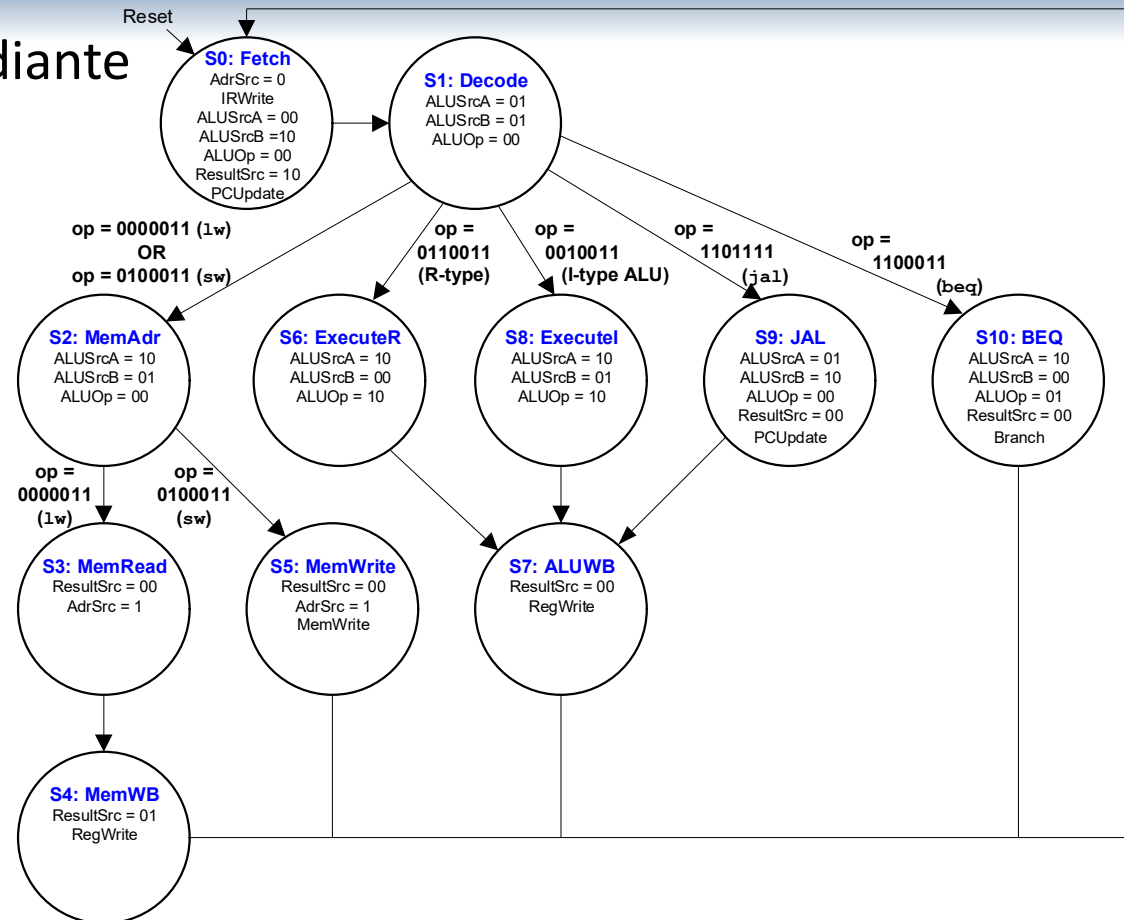 Reset
diante
S0: Fetch
AdrSrc = 0
IRWrite
ALUSrcA = 00
ALUSrcB =10
ALUOp = 00
ResultSrc = 10
PCUpdate
S1: Decode
ALUSrcA = 01
ALUSrcB = 01
ALUOp = 00
op = 0000011 (lw)
OR
op = 0100011 (sw)
op =
0110011
(R-type)
op =
0010011
(I-type ALU)
op =
1101111
(jal)
op =
1100011
(beq)
S2: MemAdr
ALUSrcA = 10
ALUSrcB = 01
ALUOp = 00
S6: ExecuteR
ALUSrcA = 10
ALUSrcB = 00
ALUOp = 10
S8: ExecuteI
ALUSrcA = 10
ALUSrcB = 01
ALUOp = 10
S9: JAL
ALUSrcA = 01
ALUSrcB = 10
ALUOp = 00
ResultSrc = 00
PCUpdate
S10: BEQ
ALUSrcA = 10
ALUSrcB = 00
ALUOp = 01
ResultSrc = 00
Branch
op =
0000011
(lw)
op =
0100011
(sw)
S3: MemRead
ResultSrc = 00
AdrSrc = 1
S5: MemWrite
ResultSrc = 00
AdrSrc = 1
MemWrite
S7: ALUWB
ResultSrc = 00
RegWrite
S4: MemWB
ResultSrc = 01
RegWrite